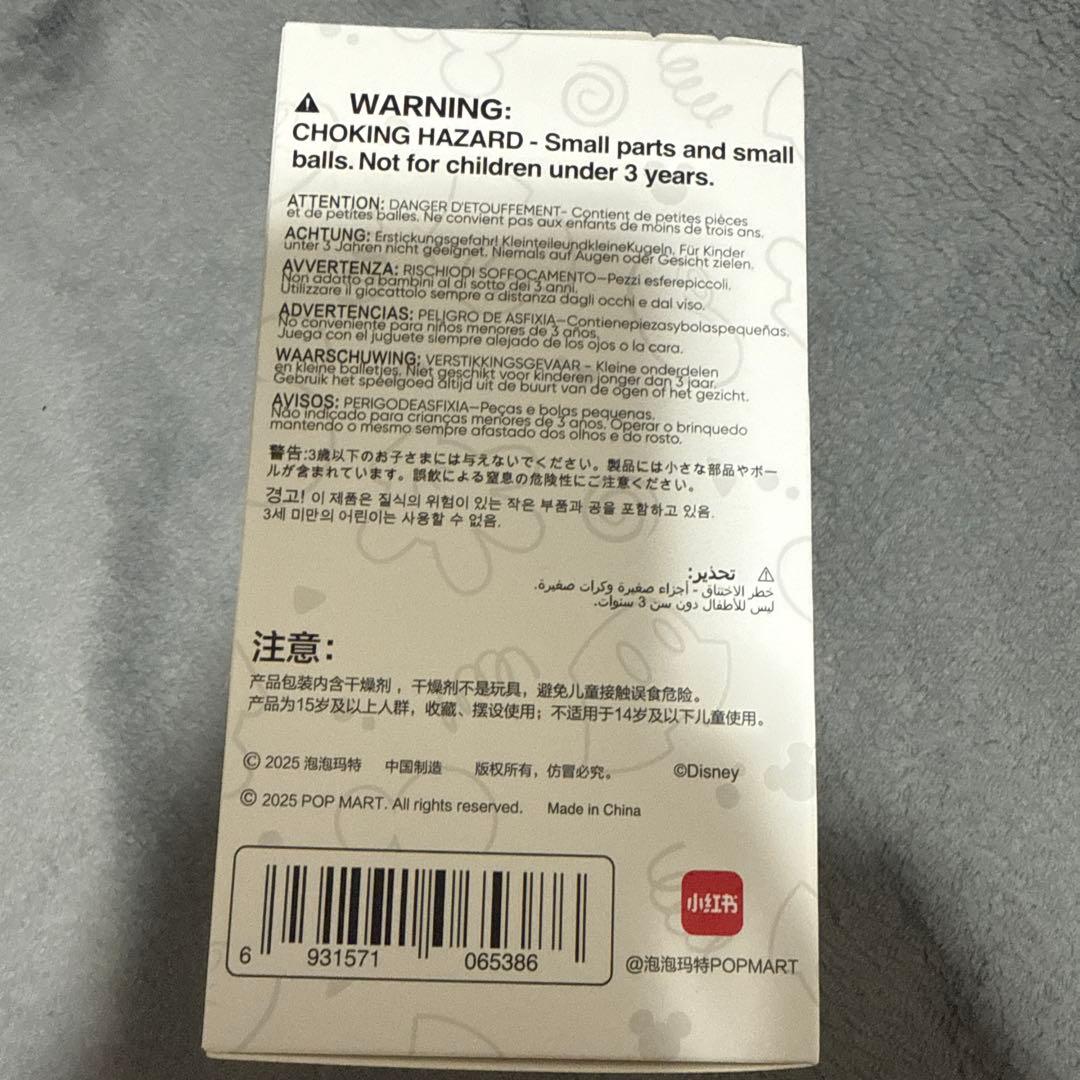 ⚠ WARNING:
CHOKING HAZARD - Small parts and small
balls. Not for children under 3 years.
ATTENTION: DANGER D'ETOUFFEMENT- Contient de petites pièces
et de petites balles. Ne convient pas aux enfants de moins de trois ans.
ACHTUNG: Erstickungsgefahr! KleinteileundkleineKugeln. Für Kinder
unter 3 Jahren nicht geeignet. Niemals auf Augen oder Gesicht zielen.
AVVERTENZA: RISCHIODI SOFFOCAMENTO—Pezzi esferepiccoli.
Non adatto a bambini al di sotto dei 3 anni.
Utilizzare il giocattolo sempre a distanza dagli occhi e dal viso.
ADVERTENCIAS: PELIGRO DE ASFIXIA—Contienepiezasybolaspequeñas.
No conveniente para niños menores de 3 años.
Juega con el juguete siempre alejado de los ojos o la cara.
WAARSCHUWING: VERSTIKKINGSGEVAAR - Kleine onderdelen
en kleine balletjes. Niet geschikt voor kinderen jonger dan 3 jaar.
Gebruik het speelgoed altijd uit de buurt van de ogen of het gezicht.
AVISOS: PERIGODEASFIXIA—Peças e bolas pequenas.
Não indicado para crianças menores de 3 años. Operar o brinquedo
mantendo o mesmo sempre afastado dos olhos e do rosto.
警告:3歳以下のお子さまには与えないでください。製品には小さな部品やボー
ルが含まれています。誤飲による窒息の危険性にご注意ください。
경고! 이 제품은 질식의 위험이 있는 작은 부품과 공을 포함하고 있음.
3세 미만의 어린이는 사용할 수 없음.
⚠ تحذير:
خطر الاختناق - أجزاء صغيرة وكرات صغيرة.
ليس للأطفال دون سن 3 سنوات.
注意：
产品包装内含干燥剂，干燥剂不是玩具，避免儿童接触误食危险。
产品为15岁及以上人群，收藏、摆设使用；不适用于14岁及以下儿童使用。
© 2025 泡泡玛特 中国制造 版权所有，仿冒必究。 ©Disney
© 2025 POP MART. All rights reserved. Made in China
6 931571 065386
小红书
@泡泡玛特POPMART